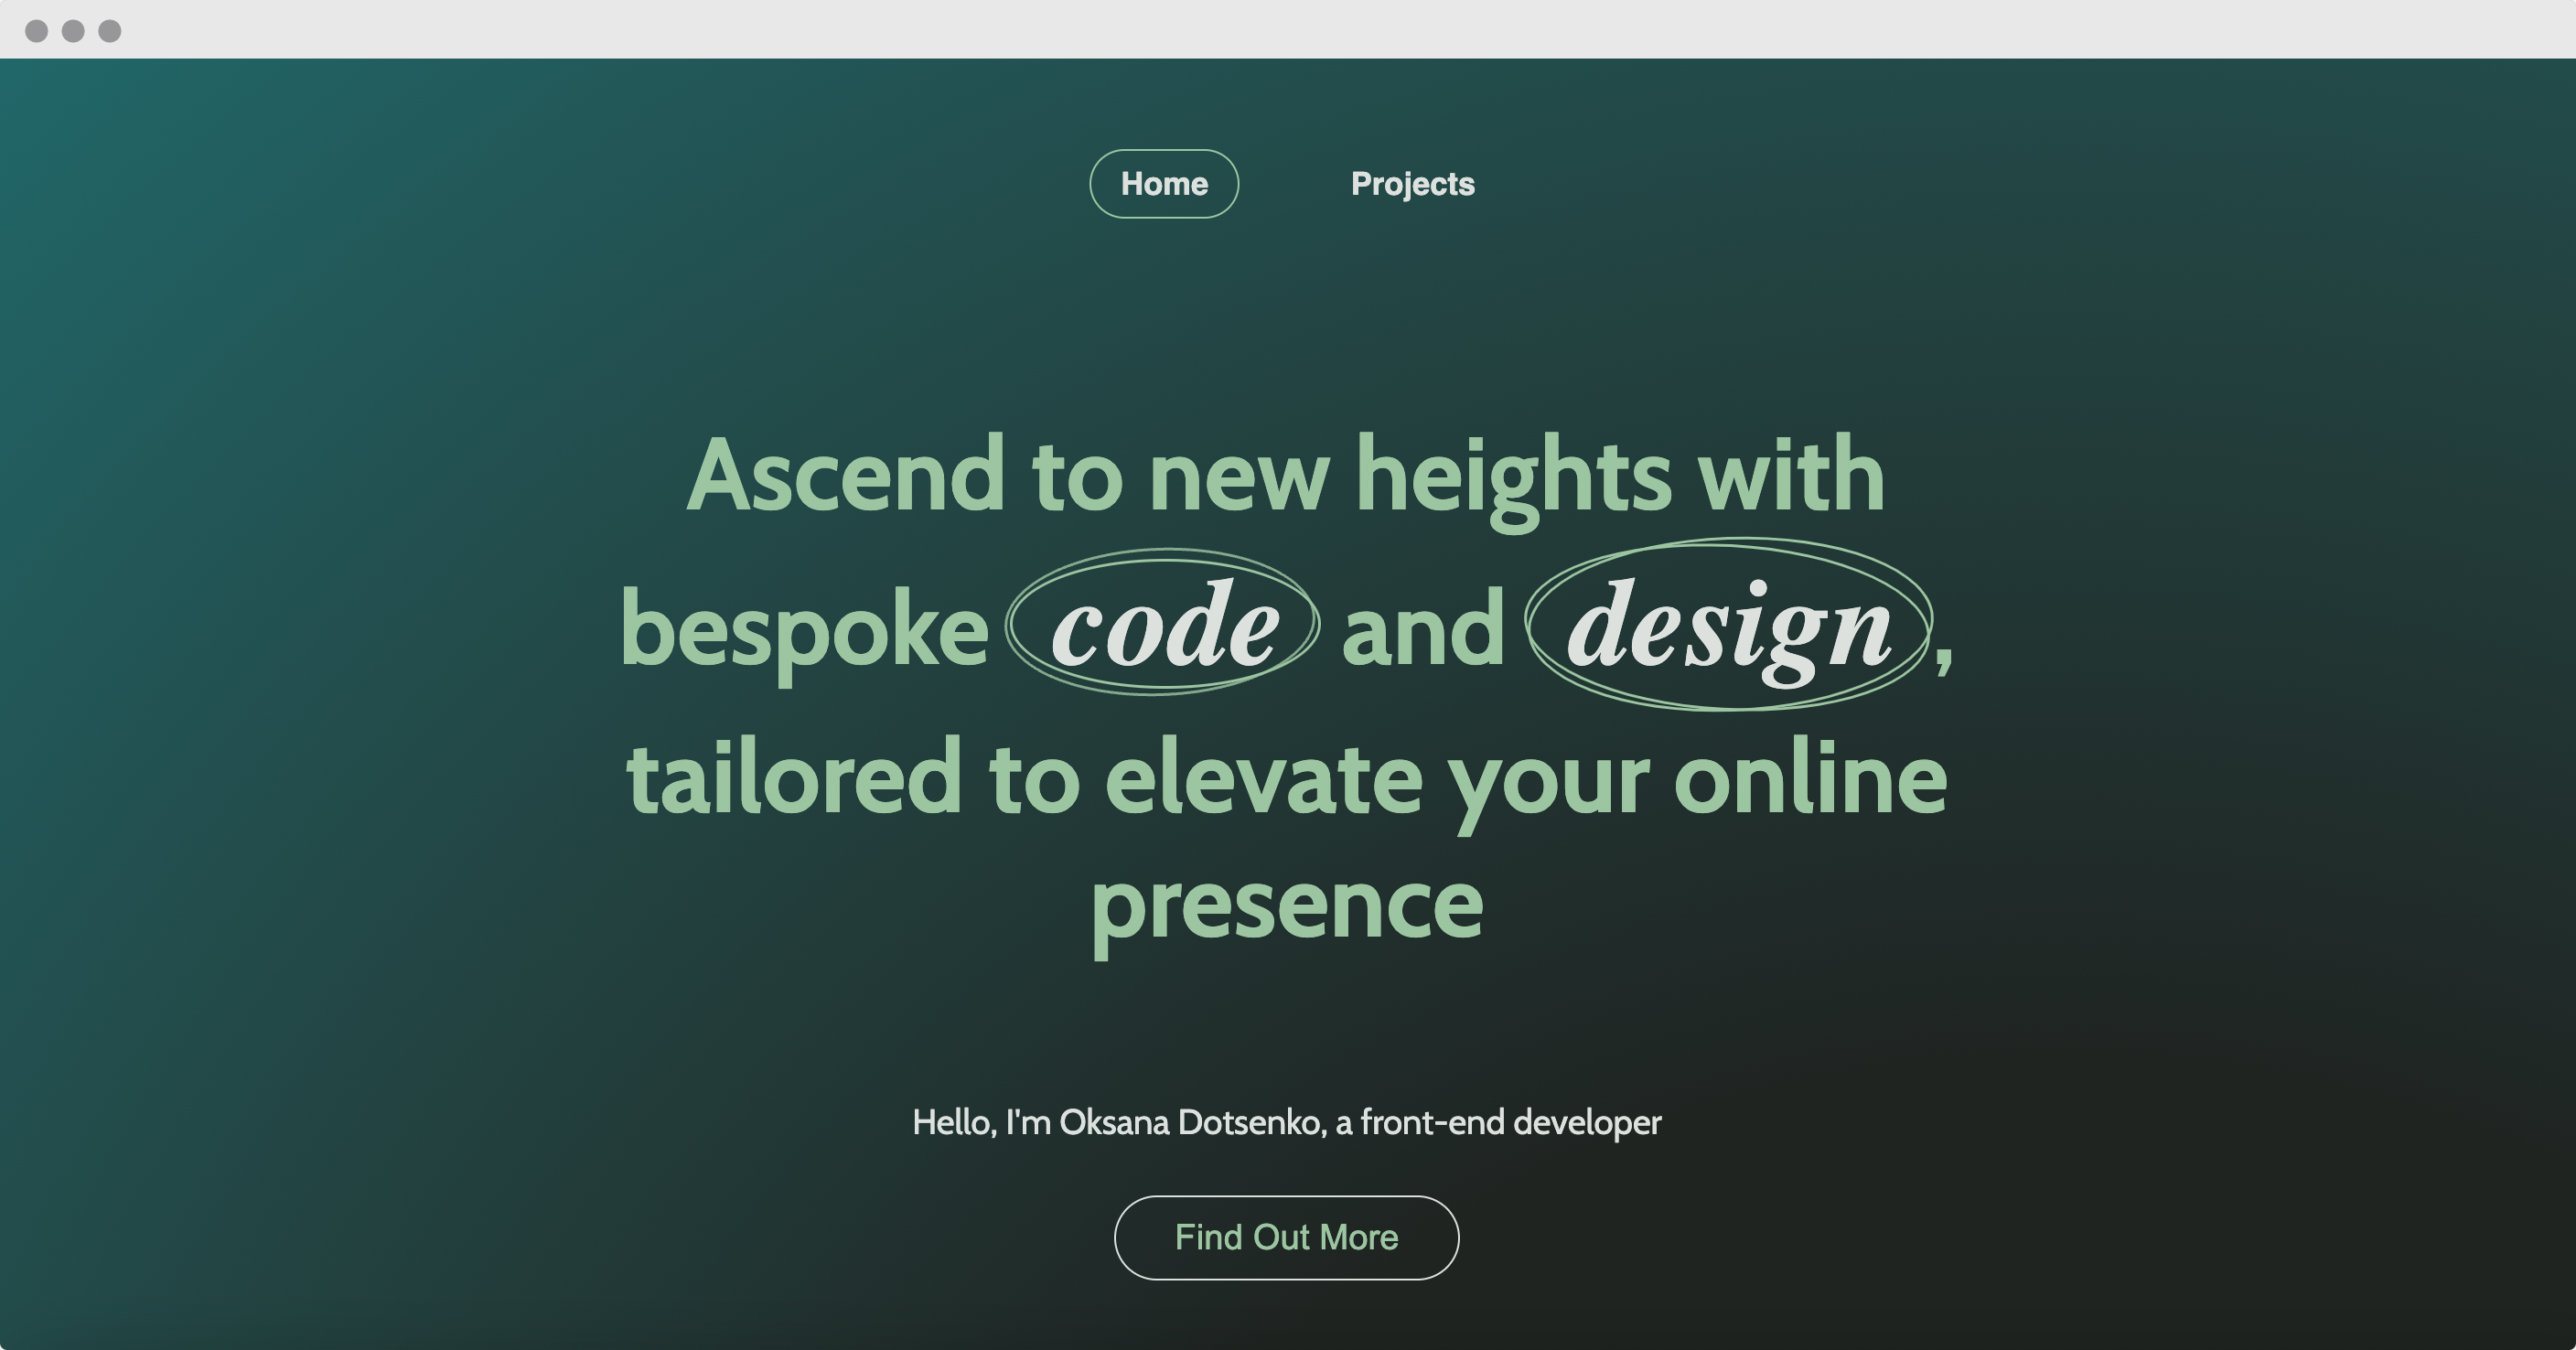 Home Projects
Ascend to new heights with
bespoke code and design,
tailored to elevate your online
presence
Hello, I'm Oksana Dotsenko, a front-end developer
Find Out More